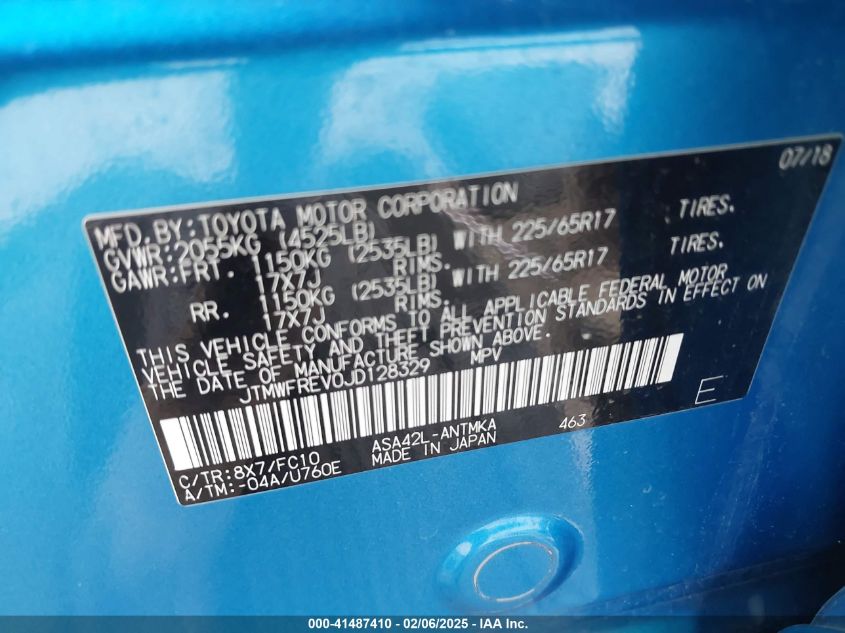 07/18
MFD. BY: TOYOTA MOTOR CORPORATION
GVWR: 2055KG (4525LB)
GAWR: FRT. 1150KG (2535LB) WITH 225/65R17 TIRES.
17X7J RIMS.
RR. 1150KG (2535LB) WITH 225/65R17 TIRES.
17X7J RIMS.
THIS VEHICLE CONFORMS TO ALL APPLICABLE FEDERAL MOTOR
VEHICLE SAFETY AND THEFT PREVENTION STANDARDS IN EFFECT ON
THE DATE OF MANUFACTURE SHOWN ABOVE.
JTMWFREV0JD128329 MPV
E
C/TR: 8X7/FC10 ASA42L-ANTMKA 463
A/TM: -04A/U760E MADE IN JAPAN
000-41487410 — 02/06/2025 — IAA Inc.